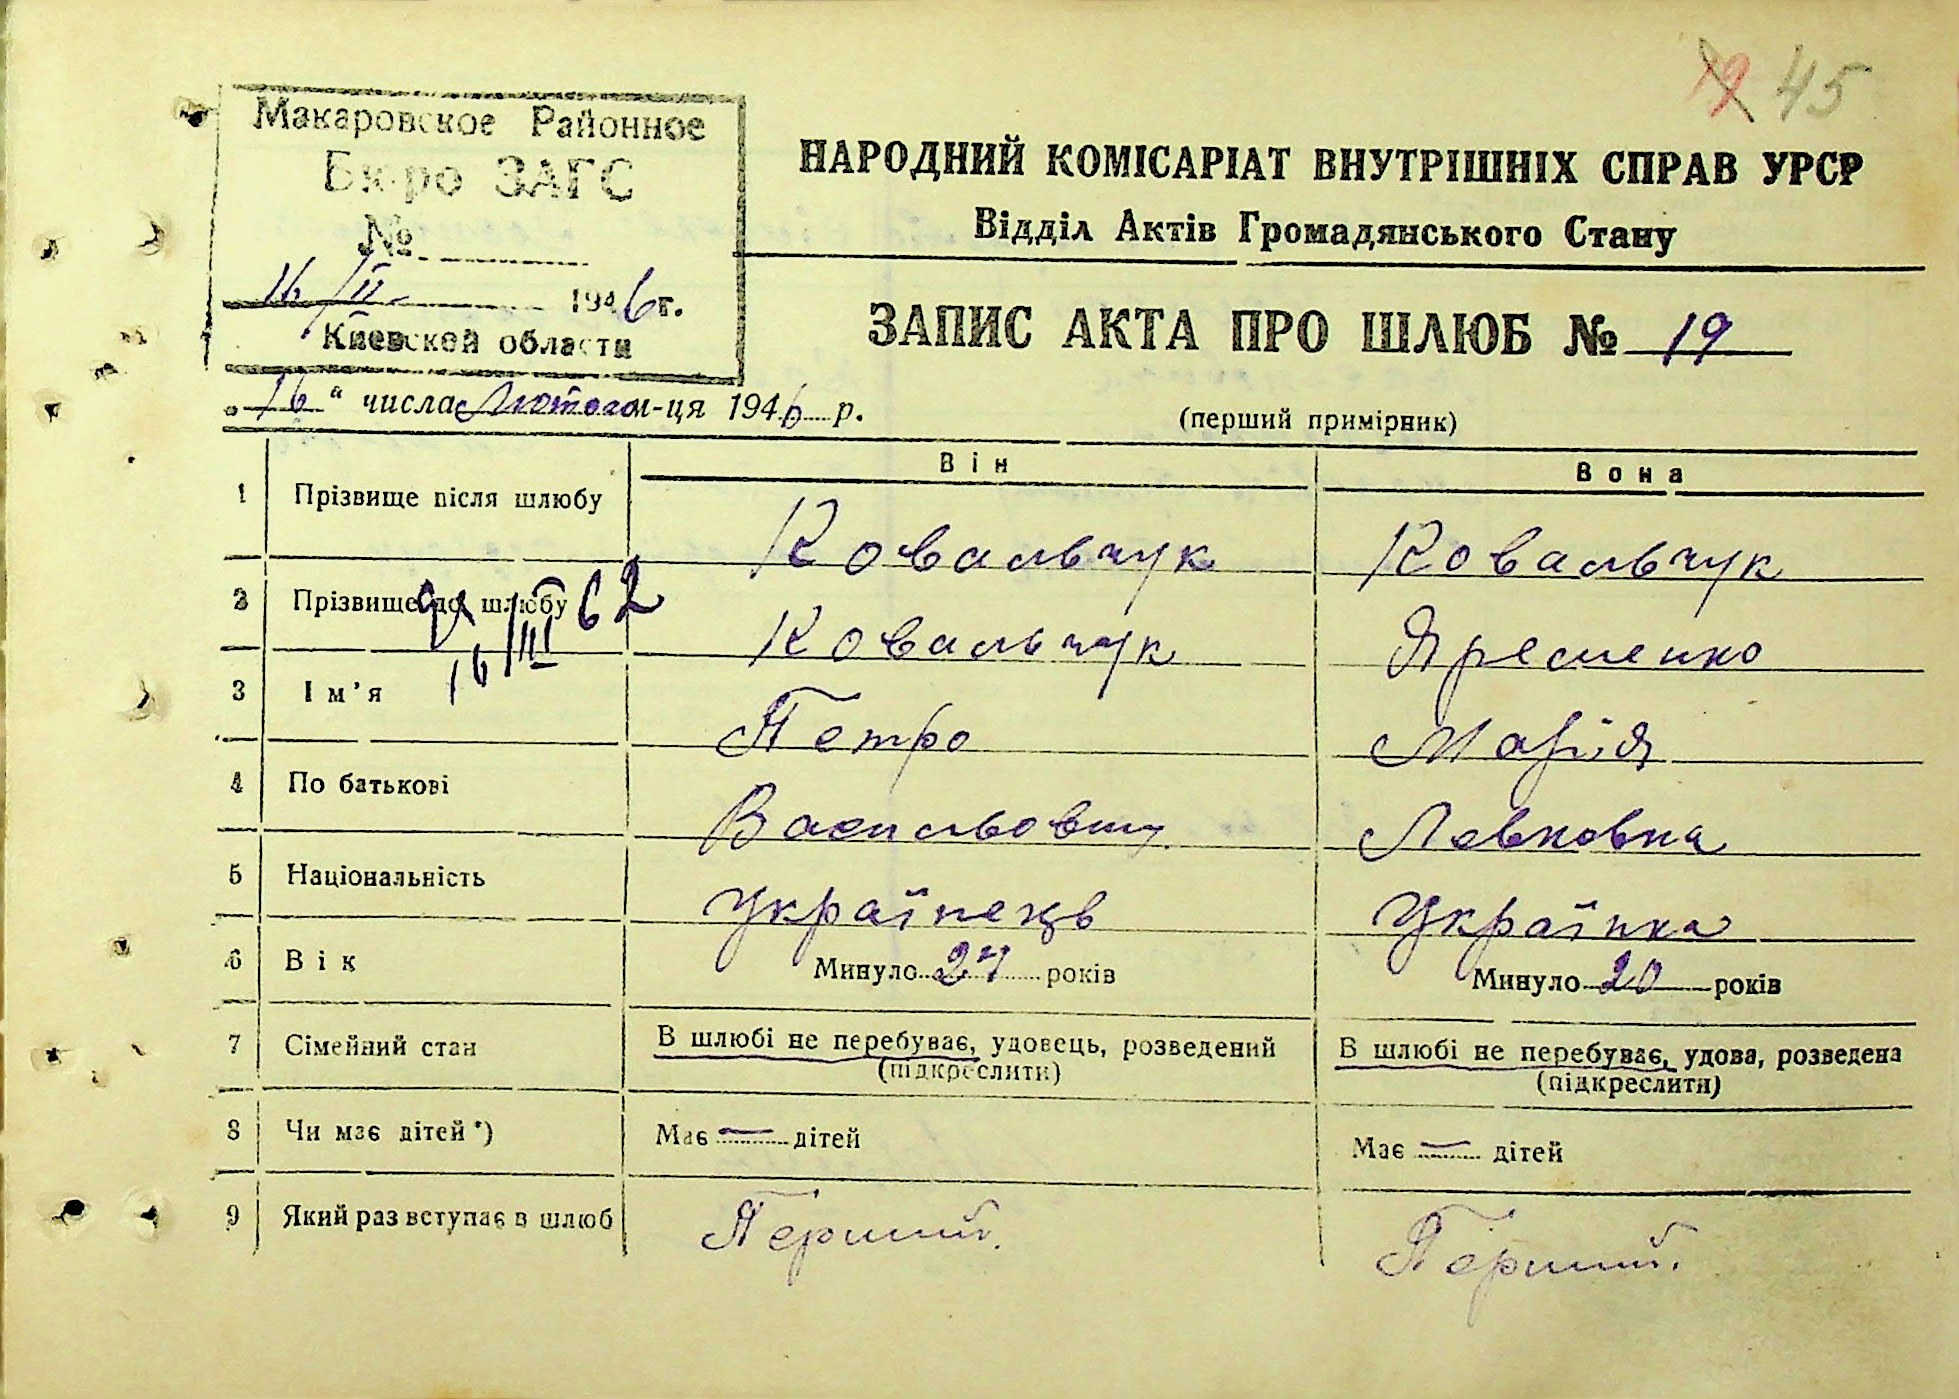 19 45
Макаровское Районное
Бюро ЗАГС
№
16/II 1946 г.
Киевской области
НАРОДНИЙ КОМІСАРІАТ ВНУТРІШНІХ СПРАВ УРСР
Відділ Актів Громадянського Стану
ЗАПИС АКТА ПРО ШЛЮБ № 19
„16“ числа Лютого м-ця 1946 р.
(перший примірник)
Він Вона
1 Прізвище після шлюбу Ковальчук Ковальчук
2 Прізвище до шлюбу Ковальчук Яременко
62
16/III
3 Ім'я Петро Марія
4 По батькові Васильович Левковна
5 Національність Українець Українка
6 Вік Минуло 24 років Минуло 20 років
7 Сімейний стан В шлюбі не перебуває, удовець, розведений В шлюбі не перебуває, удова, розведена
(підкреслити) (підкреслити)
8 Чи має дітей *) Має — дітей Має — дітей
9 Який раз вступає в шлюб Перший. Перший.